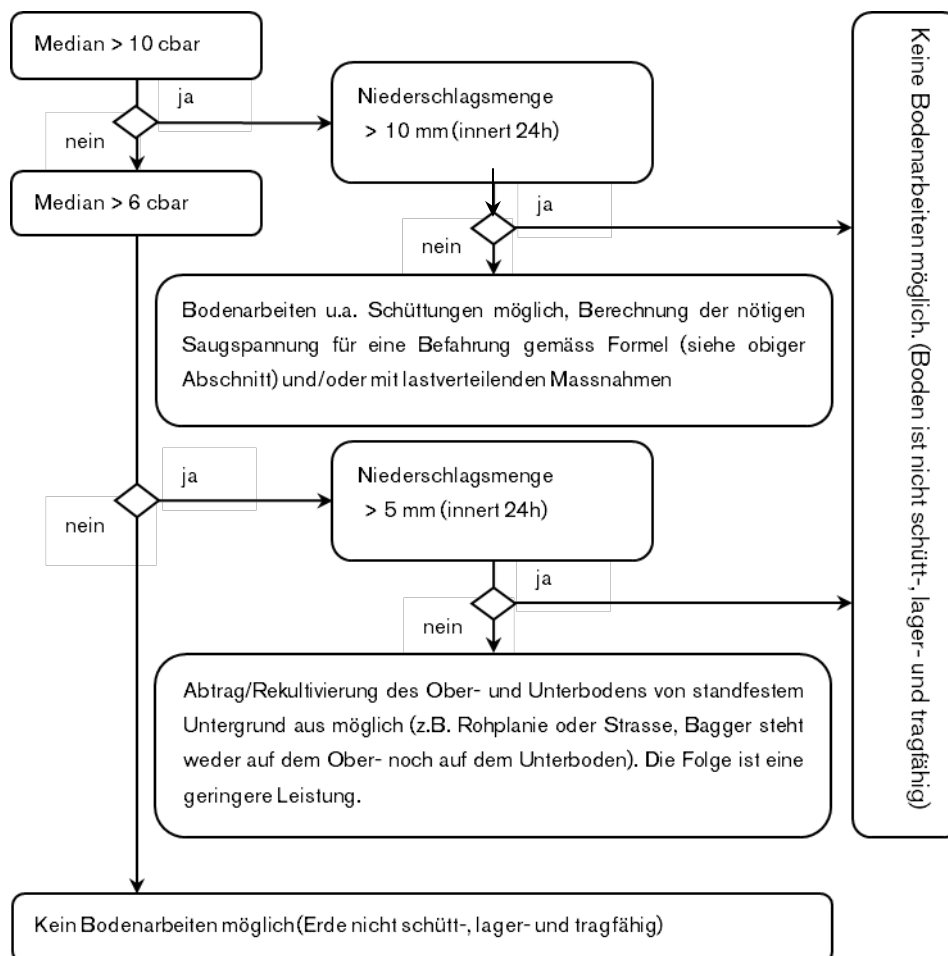 Median > 10 cbar
ja
nein
Niederschlagsmenge
> 10 mm (innert 24h)
Median > 6 cbar
ja
nein
Bodenarbeiten u.a. Schüttungen möglich, Berechnung der nötigen
Saugspannung für eine Befahrung gemäss Formel (siehe obiger
Abschnitt) und/oder mit lastverteilenden Massnahmen
ja
nein
Niederschlagsmenge
> 5 mm (innert 24h)
ja
nein
Abtrag/Rekultivierung des Ober- und Unterbodens von standfestem
Untergrund aus möglich (z.B. Rohplanie oder Strasse, Bagger steht
weder auf dem Ober- noch auf dem Unterboden). Die Folge ist eine
geringere Leistung.
Keine Bodenarbeiten möglich. (Boden ist nicht schütt-, lager- und tragfähig)
Kein Bodenarbeiten möglich(Erde nicht schütt-, lager- und tragfähig)